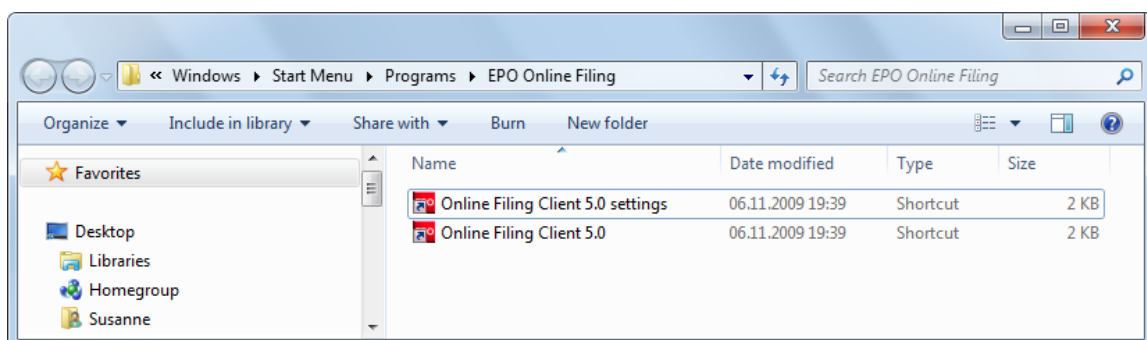 « Windows ▸ Start Menu ▸ Programs ▸ EPO Online Filing Search EPO Online Filing
Organize Include in library Share with Burn New folder
Favorites
Desktop
Libraries
Homegroup
Susanne
Name Date modified Type Size
Online Filing Client 5.0 settings 06.11.2009 19:39 Shortcut 2 KB
Online Filing Client 5.0 06.11.2009 19:39 Shortcut 2 KB